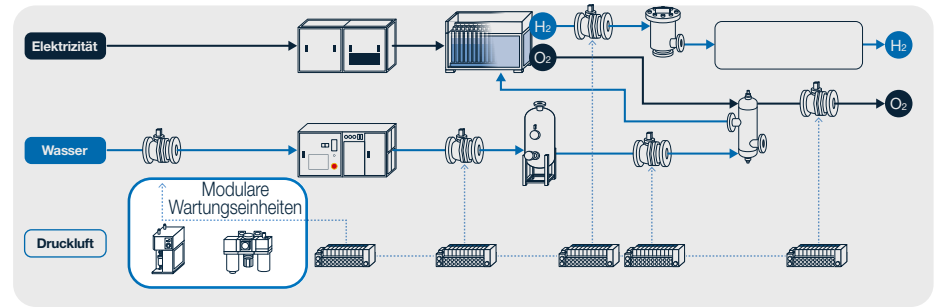 Elektrizität
H₂
O₂
H₂
O₂
Wasser
Modulare
Wartungseinheiten
Druckluft